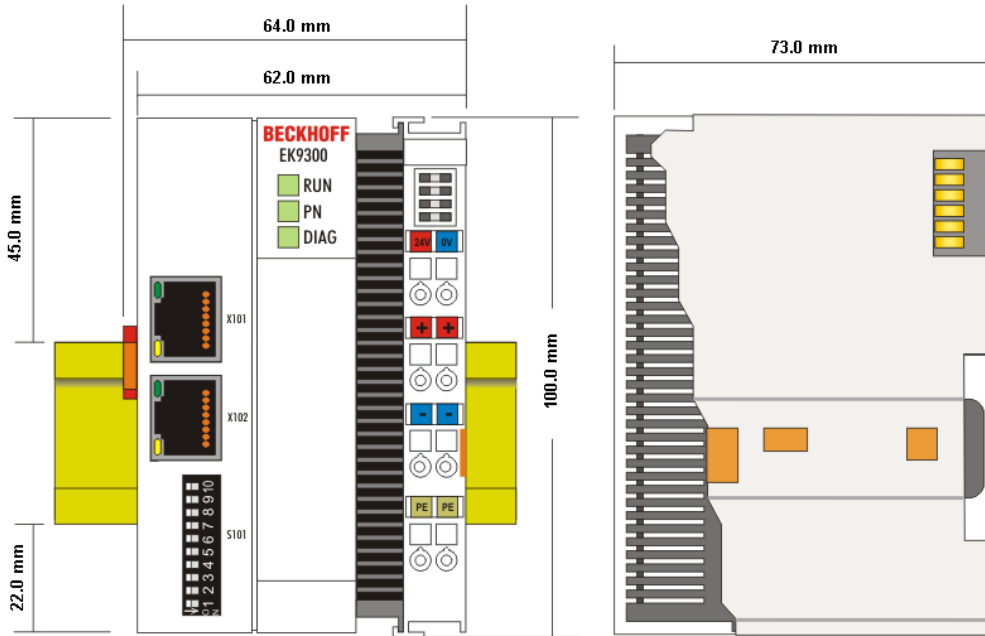 64.0 mm
62.0 mm
73.0 mm
45.0 mm
22.0 mm
100.0 mm
BECKHOFF
EK9300
RUN
PN
DIAG
24V 0V
X101
+ +
X102
- -
S101
1 2 3 4 5 6 7 8 9 10
PE PE